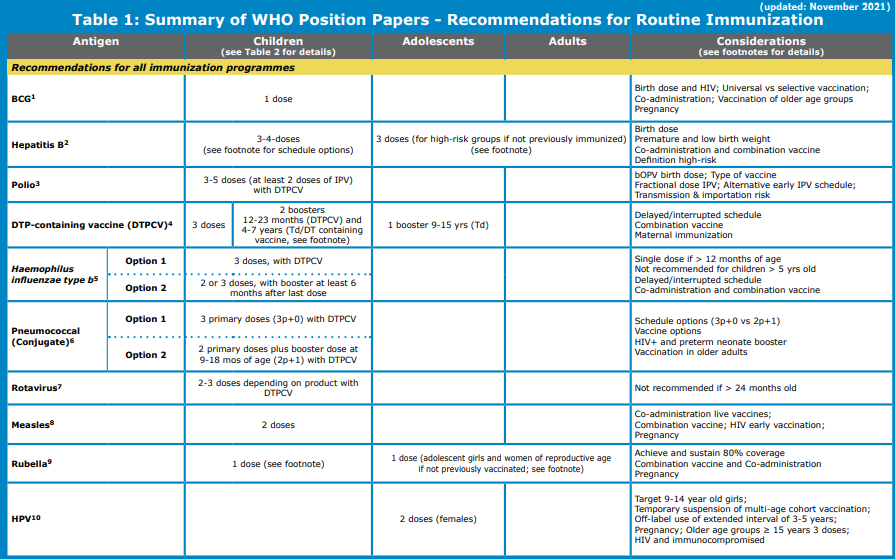 (updated: November 2021)
Table 1: Summary of WHO Position Papers - Recommendations for Routine Immunization
Antigen
Children
(see Table 2 for details)
Adolescents
Adults
Considerations
(see footnotes for details)
Recommendations for all immunization programmes
BCG¹
1 dose
Birth dose and HIV; Universal vs selective vaccination;
Co-administration; Vaccination of older age groups
Pregnancy
Hepatitis B²
3-4-doses
(see footnote for schedule options)
3 doses (for high-risk groups if not previously immunized)
(see footnote)
Birth dose
Premature and low birth weight
Co-administration and combination vaccine
Definition high-risk
Polio³
3-5 doses (at least 2 doses of IPV)
with DTPCV
bOPV birth dose; Type of vaccine
Fractional dose IPV; Alternative early IPV schedule;
Transmission & importation risk
DTP-containing vaccine (DTPCV)⁴
3 doses
2 boosters
12-23 months (DTPCV) and
4-7 years (Td/DT containing
vaccine, see footnote)
1 booster 9-15 yrs (Td)
Delayed/interrupted schedule
Combination vaccine
Maternal immunization
Haemophilus
influenzae type b⁵
Option 1
3 doses, with DTPCV
Option 2
2 or 3 doses, with booster at least 6
months after last dose
Single dose if > 12 months of age
Not recommended for children > 5 yrs old
Delayed/interrupted schedule
Co-administration and combination vaccine
Pneumococcal
(Conjugate)⁶
Option 1
3 primary doses (3p+0) with DTPCV
Option 2
2 primary doses plus booster dose at
9-18 mos of age (2p+1) with DTPCV
Schedule options (3p+0 vs 2p+1)
Vaccine options
HIV+ and preterm neonate booster
Vaccination in older adults
Rotavirus⁷
2-3 doses depending on product with
DTPCV
Not recommended if > 24 months old
Measles⁸
2 doses
Co-administration live vaccines;
Combination vaccine; HIV early vaccination;
Pregnancy
Rubella⁹
1 dose (see footnote)
1 dose (adolescent girls and women of reproductive age
if not previously vaccinated; see footnote)
Achieve and sustain 80% coverage
Combination vaccine and Co-administration
Pregnancy
HPV¹⁰
2 doses (females)
Target 9-14 year old girls;
Temporary suspension of multi-age cohort vaccination;
Off-label use of extended interval of 3-5 years;
Pregnancy; Older age groups ≥ 15 years 3 doses;
HIV and immunocompromised